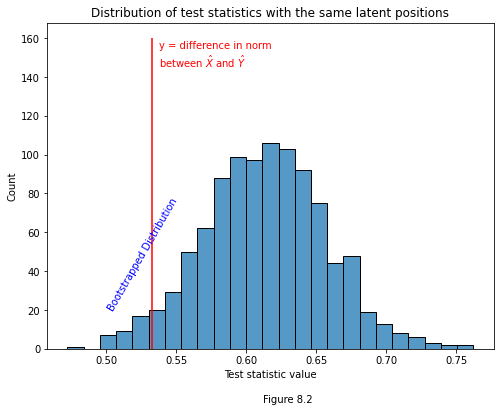 Distribution of test statistics with the same latent positions
160
140
120
100
80
60
40
20
0
Count
y = difference in norm
between X̂ and Ŷ
Bootstrapped Distribution
0.50 0.55 0.60 0.65 0.70 0.75
Test statistic value
Figure 8.2